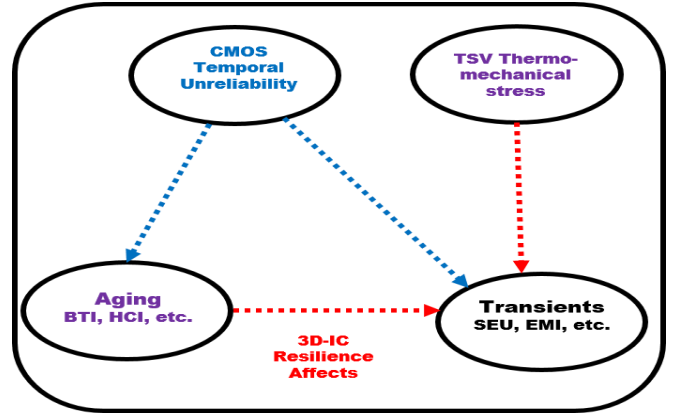 CMOS
Temporal
Unreliability
TSV Thermo-
mechanical
stress
Aging
BTI, HCI, etc.
Transients
SEU, EMI, etc.
3D-IC
Resilience
Affects